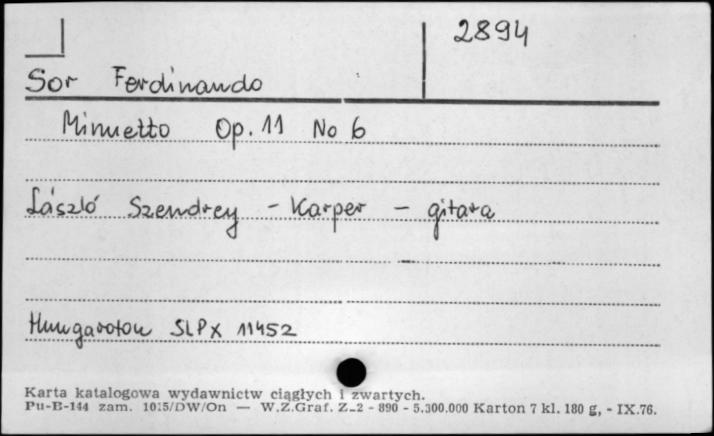 2894
Sor Ferdinando
Minuetto Op. 11 No 6
László Szendrey - Karper - gitara
Hungaroton SLPX 11452
Karta katalogowa wydawnictw ciągłych i zwartych.
Pu-B-144 zam. 1015/DW/On — W.Z.Graf. Z-2 - 890 - 5.300.000 Karton 7 kl. 180 g, - IX.76.